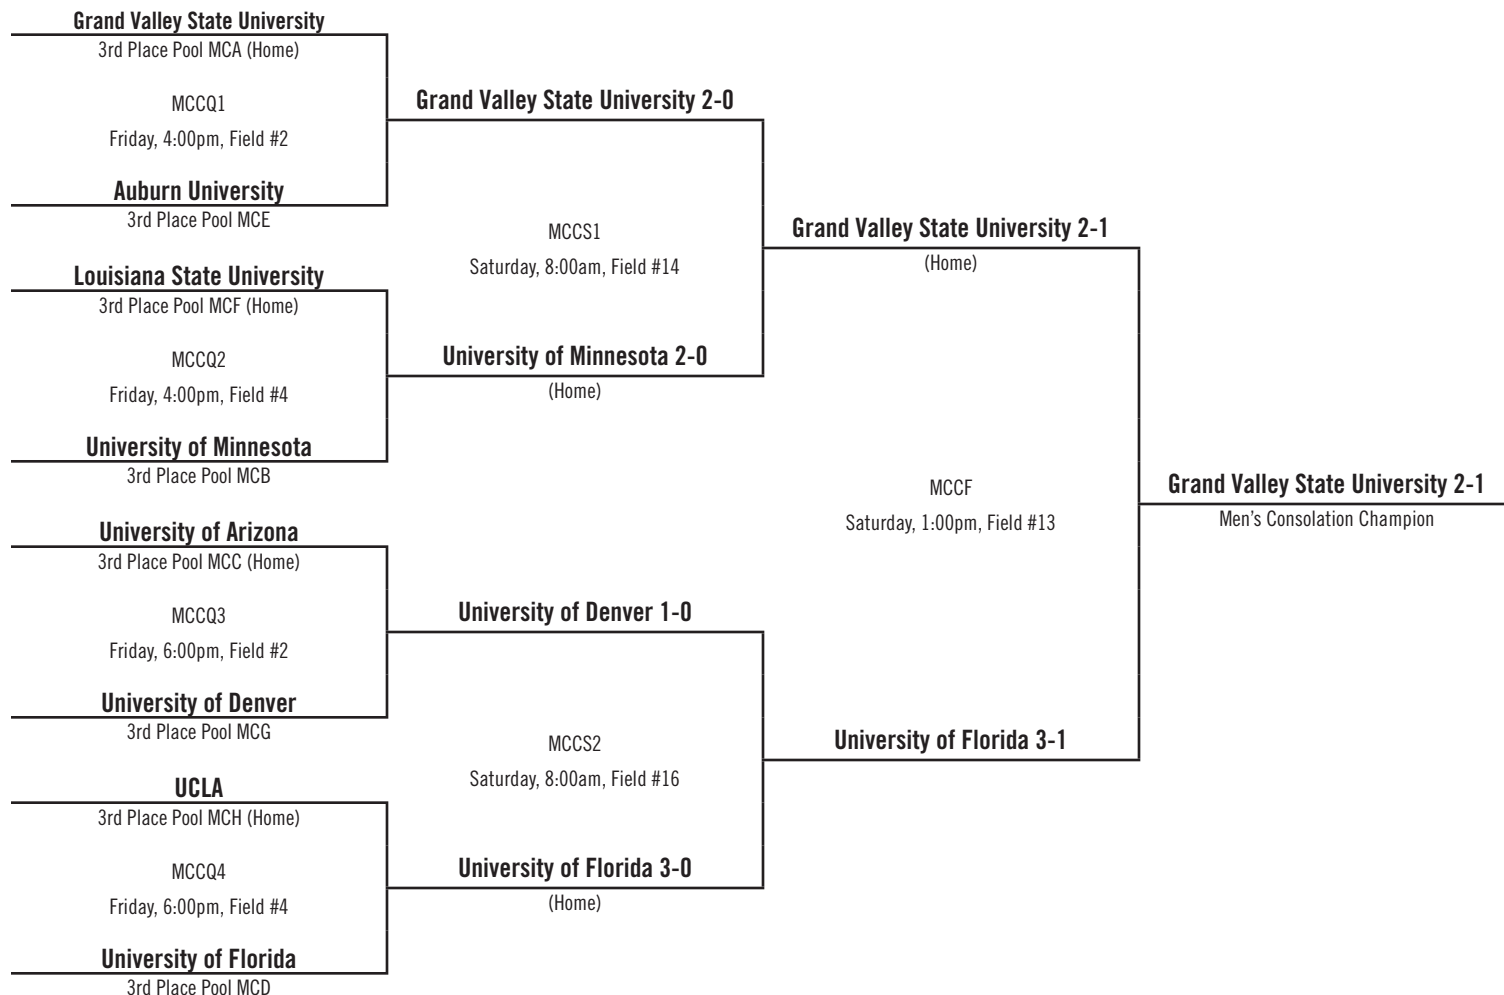 Grand Valley State University
3rd Place Pool MCA (Home)
MCCQ1
Friday, 4:00pm, Field #2
Auburn University
3rd Place Pool MCE
Louisiana State University
3rd Place Pool MCF (Home)
MCCQ2
Friday, 4:00pm, Field #4
University of Minnesota
3rd Place Pool MCB
University of Arizona
3rd Place Pool MCC (Home)
MCCQ3
Friday, 6:00pm, Field #2
University of Denver
3rd Place Pool MCG
UCLA
3rd Place Pool MCH (Home)
MCCQ4
Friday, 6:00pm, Field #4
University of Florida
3rd Place Pool MCD
Grand Valley State University 2-0
MCCS1
Saturday, 8:00am, Field #14
University of Minnesota 2-0
(Home)
University of Denver 1-0
MCCS2
Saturday, 8:00am, Field #16
University of Florida 3-0
(Home)
Grand Valley State University 2-1
(Home)
MCCF
Saturday, 1:00pm, Field #13
University of Florida 3-1
Grand Valley State University 2-1
Men's Consolation Champion